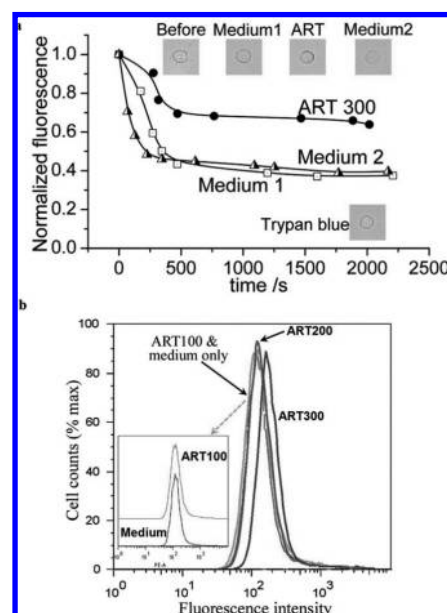 a
Before Medium1 ART Medium2
1.0
0.8
0.6
0.4
0.2
0.0
Normalized fluorescence
ART 300
Medium 2
Medium 1
Trypan blue
0 500 1000 1500 2000 2500
time /s
b
100
80
60
40
20
0
Cell counts (% max)
ART100 &
medium only
ART200
ART300
ART100
Medium
10⁰ 10¹ 10² 10³
Fluorescence intensity